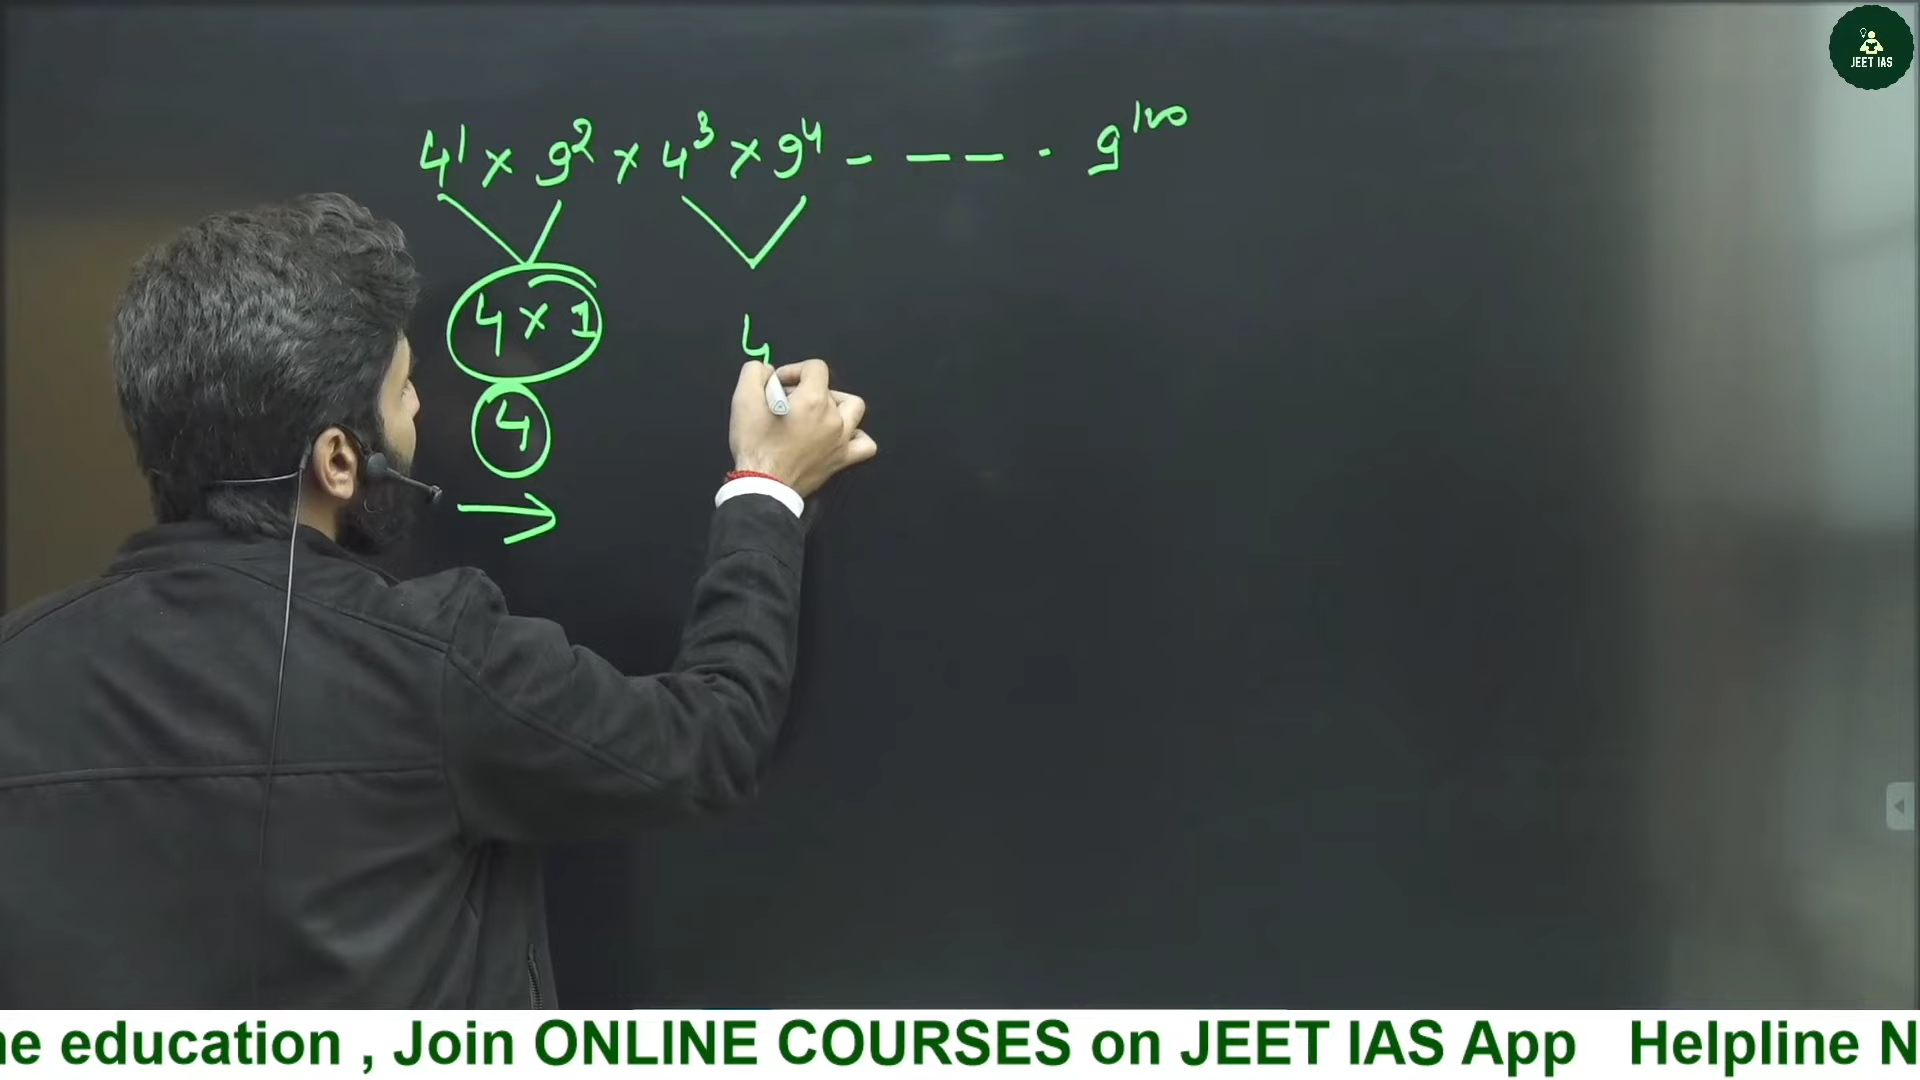 JEET IAS
4¹ × 9² × 4³ × 9⁴ - - - - . 9¹⁰⁰
4 × 1
4
4
ne education , Join ONLINE COURSES on JEET IAS App Helpline N